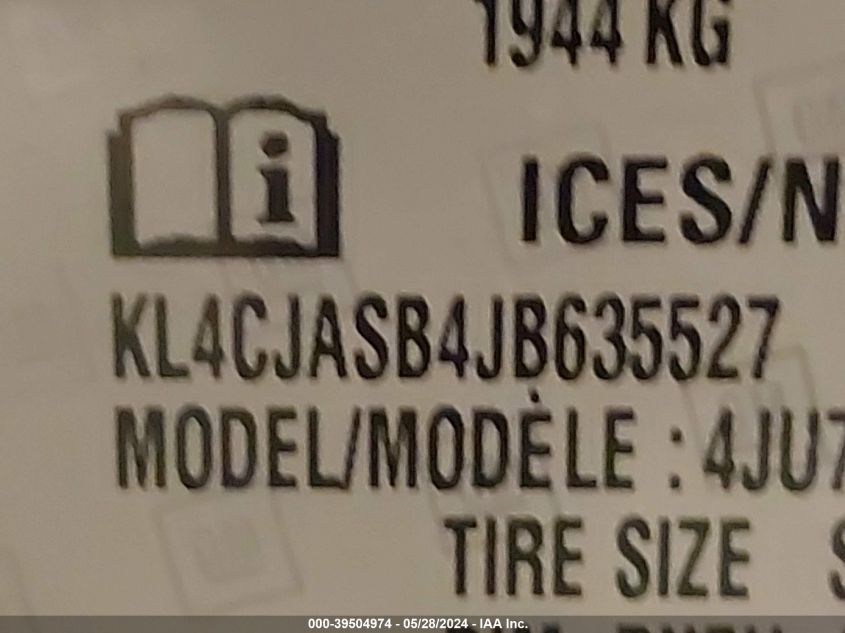 1944 KG
i
ICES/N
KL4CJASB4JB635527
MODEL/MODÈLE : 4JU7
TIRE SIZE S
000-39504974 - 05/28/2024 - IAA Inc.